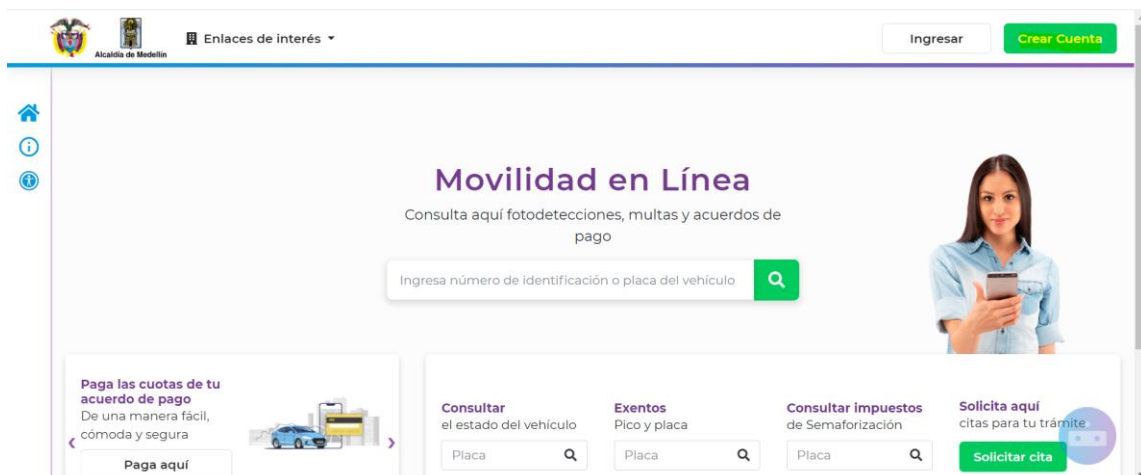 Alcaldía de Medellín
Enlaces de interés
Ingresar
Crear Cuenta
Movilidad en Línea
Consulta aquí fotodetecciones, multas y acuerdos de
pago
Ingresa número de identificación o placa del vehículo
Paga las cuotas de tu
acuerdo de pago
De una manera fácil,
cómoda y segura
Paga aquí
Consultar
el estado del vehículo
Placa
Exentos
Pico y placa
Placa
Consultar impuestos
de Semaforización
Placa
Solicita aquí
citas para tu trámite
Solicitar cita